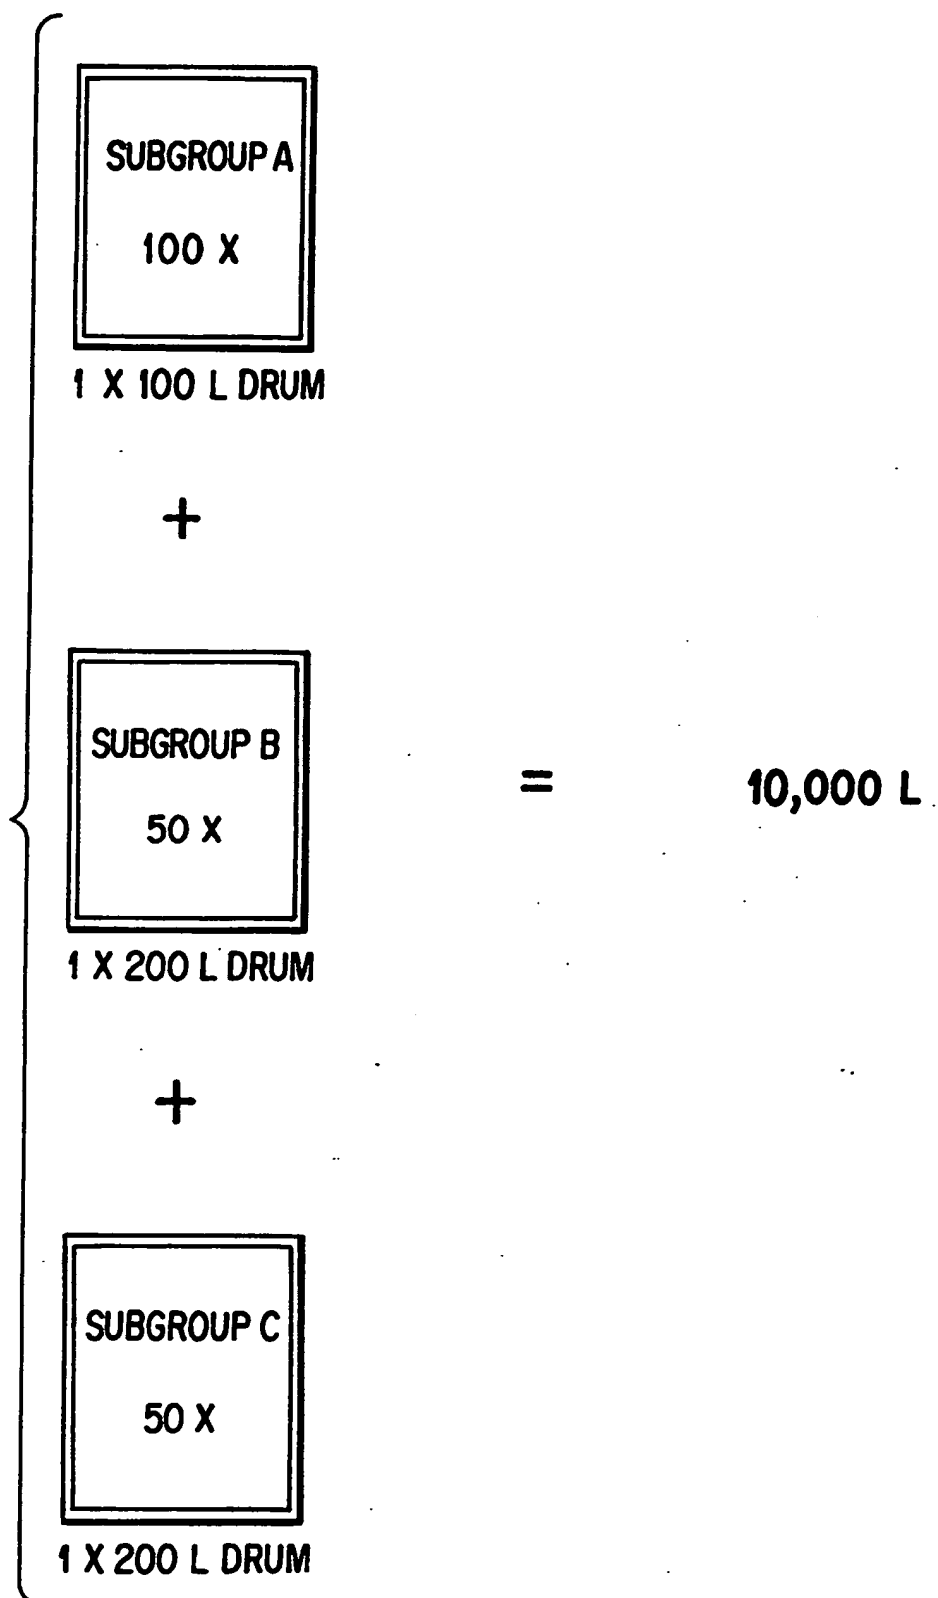 SUBGROUP A
100 X
1 X 100 L DRUM
+
SUBGROUP B
50 X
1 X 200 L DRUM
= 10,000 L
+
SUBGROUP C
50 X
1 X 200 L DRUM